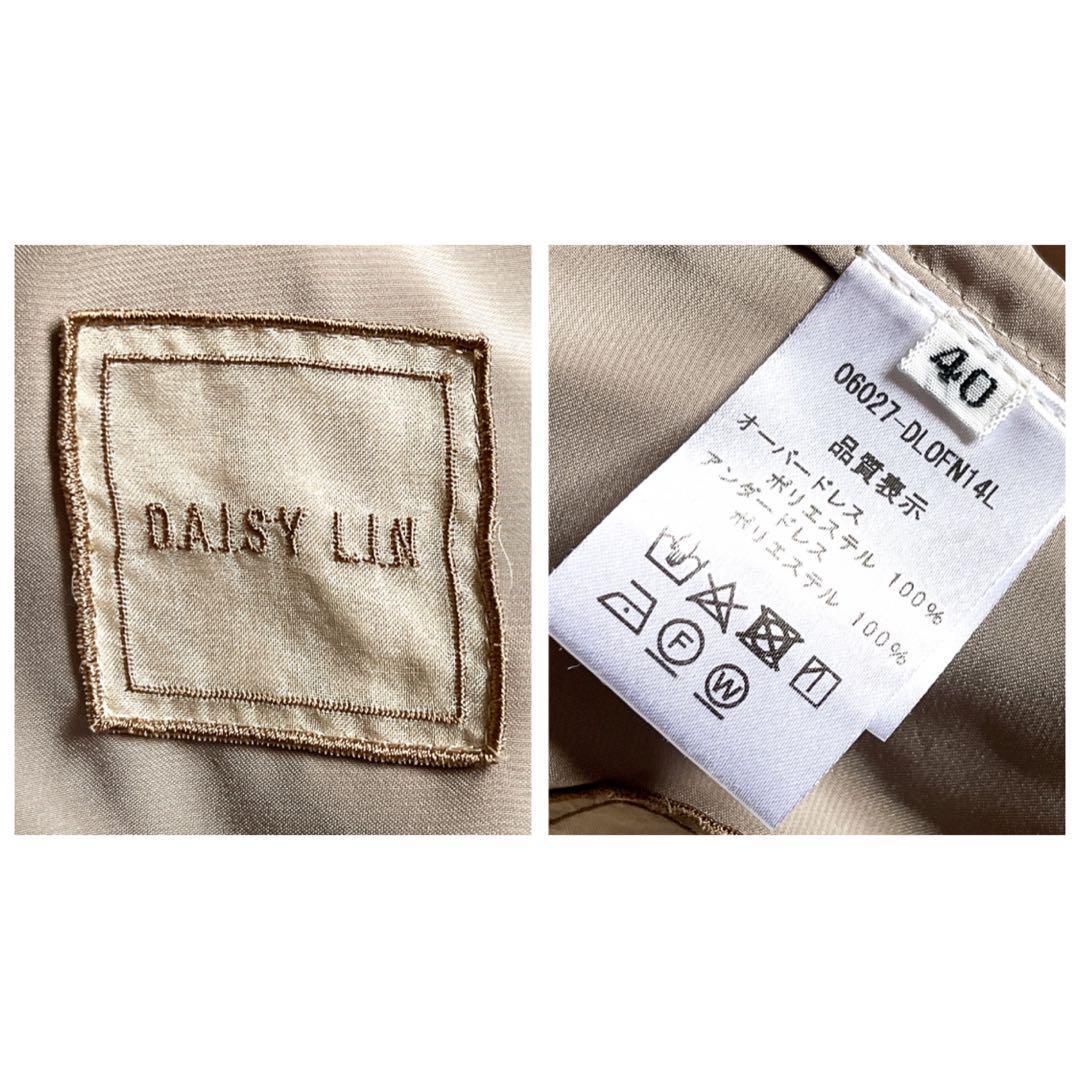 DAISY LIN
40
06027-DLOFN14L
品質表示
オーバードレス
ポリエステル 100%
アンダードレス
ポリエステル 100%
F
W